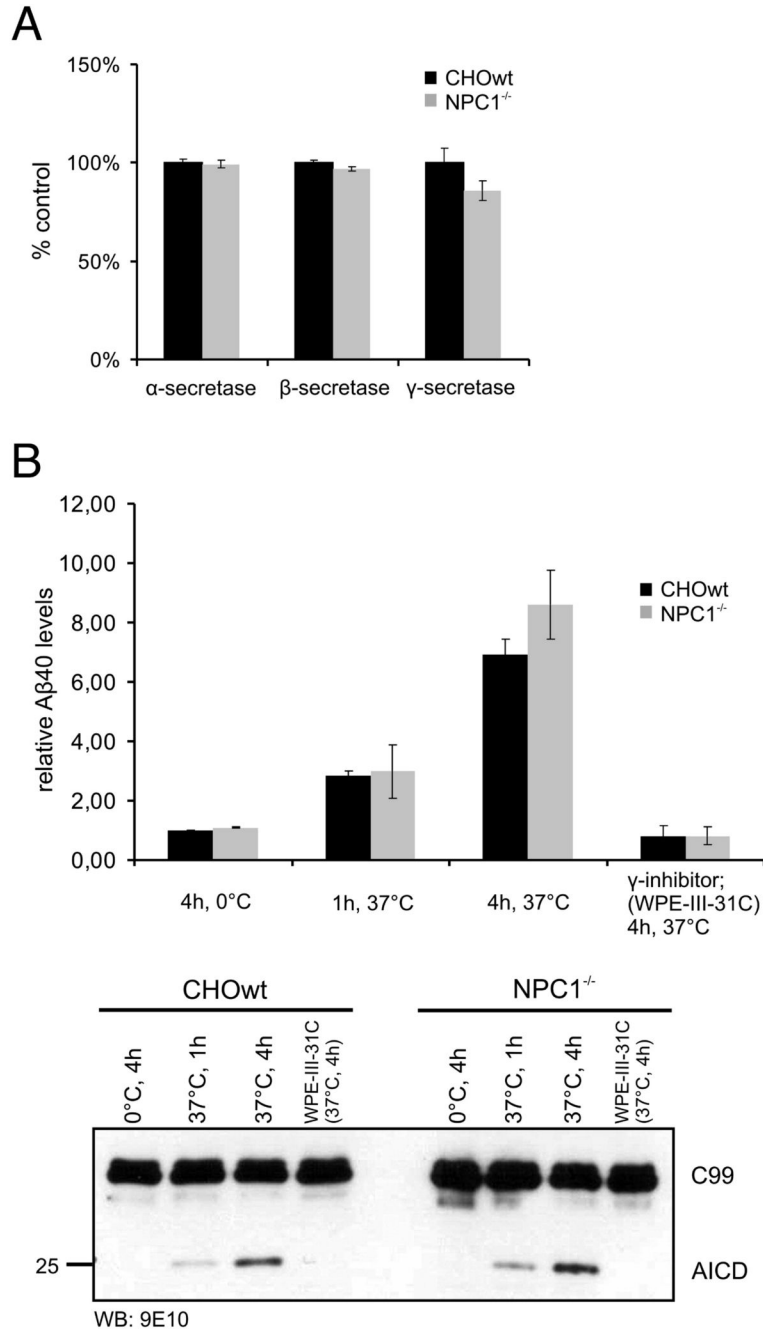 A
150%
100%
50%
0%
% control
CHOwt
NPC1-/-
α-secretase
β-secretase
γ-secretase
B
12,00
10,00
8,00
6,00
4,00
2,00
0,00
relative Aβ40 levels
CHOwt
NPC1-/-
4h, 0°C
1h, 37°C
4h, 37°C
γ-inhibitor;
(WPE-III-31C)
4h, 37°C
CHOwt
NPC1-/-
0°C, 4h
37°C, 1h
37°C, 4h
WPE-III-31C
(37°C, 4h)
0°C, 4h
37°C, 1h
37°C, 4h
WPE-III-31C
(37°C, 4h)
C99
25
AICD
WB: 9E10